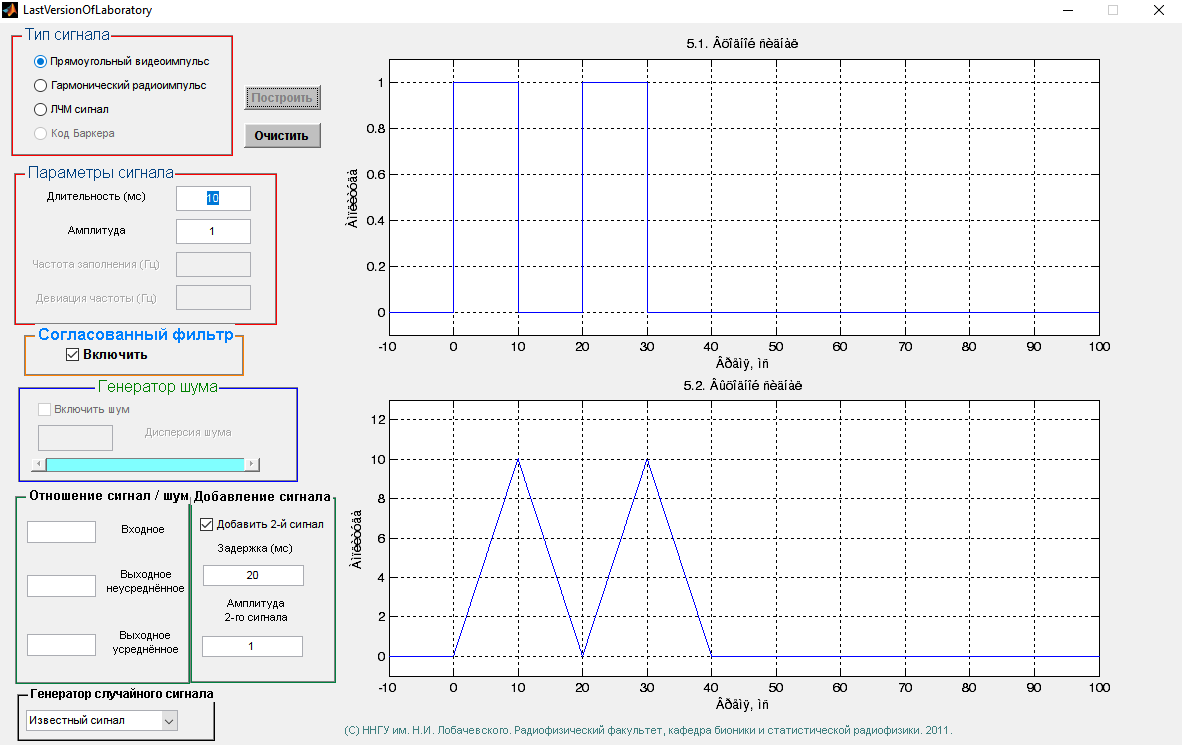 LastVersionOfLaboratory
Тип сигнала
Прямоугольный видеоимпульс
Гармонический радиоимпульс
ЛЧМ сигнал
Код Баркера
Построить
Очистить
Параметры сигнала
Длительность (мс)
10
Амплитуда
1
Частота заполнения (Гц)
Девиация частоты (Гц)
Согласованный фильтр
Включить
Генератор шума
Включить шум
Дисперсия шума
Отношение сигнал / шум
Входное
Выходное
неусреднённое
Выходное
усреднённое
Добавление сигнала
Добавить 2-й сигнал
Задержка (мс)
20
Амплитуда
2-го сигнала
1
Генератор случайного сигнала
Известный сигнал
5.1. Âõîäíîé ñèãíàë
Àìïëèòóäà
1
0.8
0.6
0.4
0.2
0
-10 0 10 20 30 40 50 60 70 80 90 100
Âðåìÿ, ìñ
5.2. Âûõîäíîé ñèãíàë
Àìïëèòóäà
12
10
8
6
4
2
0
-10 0 10 20 30 40 50 60 70 80 90 100
Âðåìÿ, ìñ
(C) ННГУ им. Н.И. Лобачевского. Радиофизический факультет, кафедра бионики и статистической радиофизики. 2011.